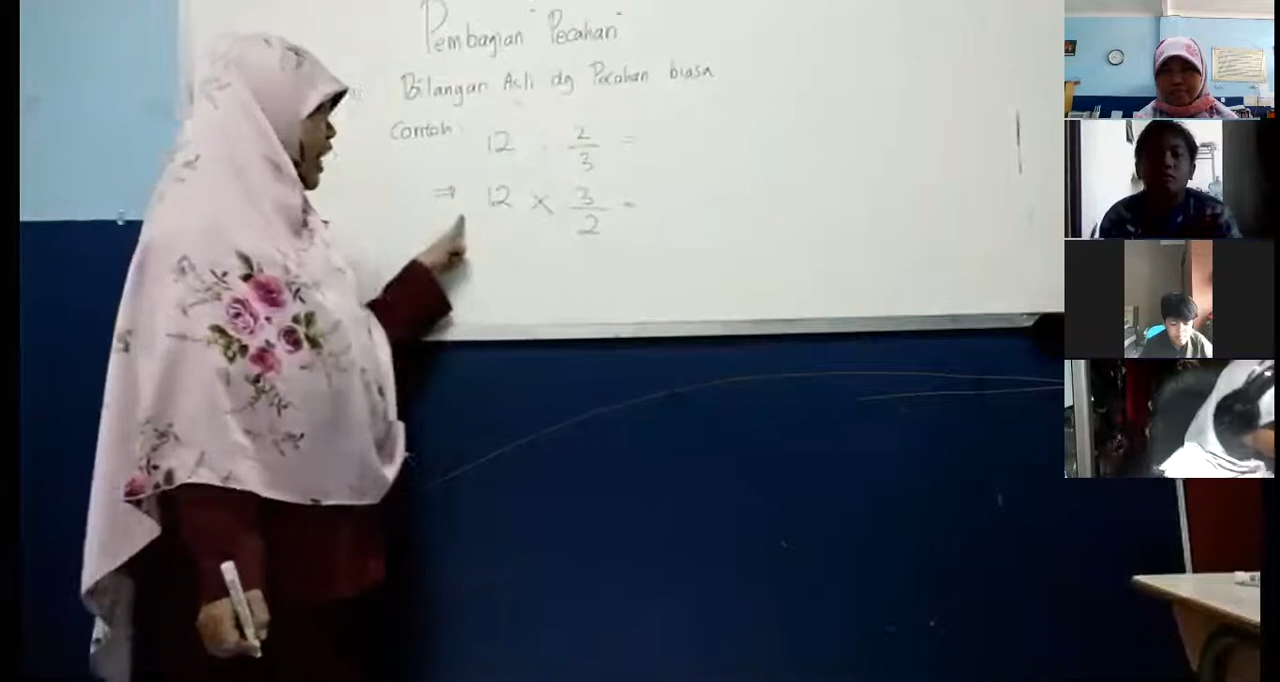 Pembagian "Pecahan"
Bilangan Asli dg Pecahan biasa
Contoh : 12 : 2/3 =
⇒ 12 × 3/2 =